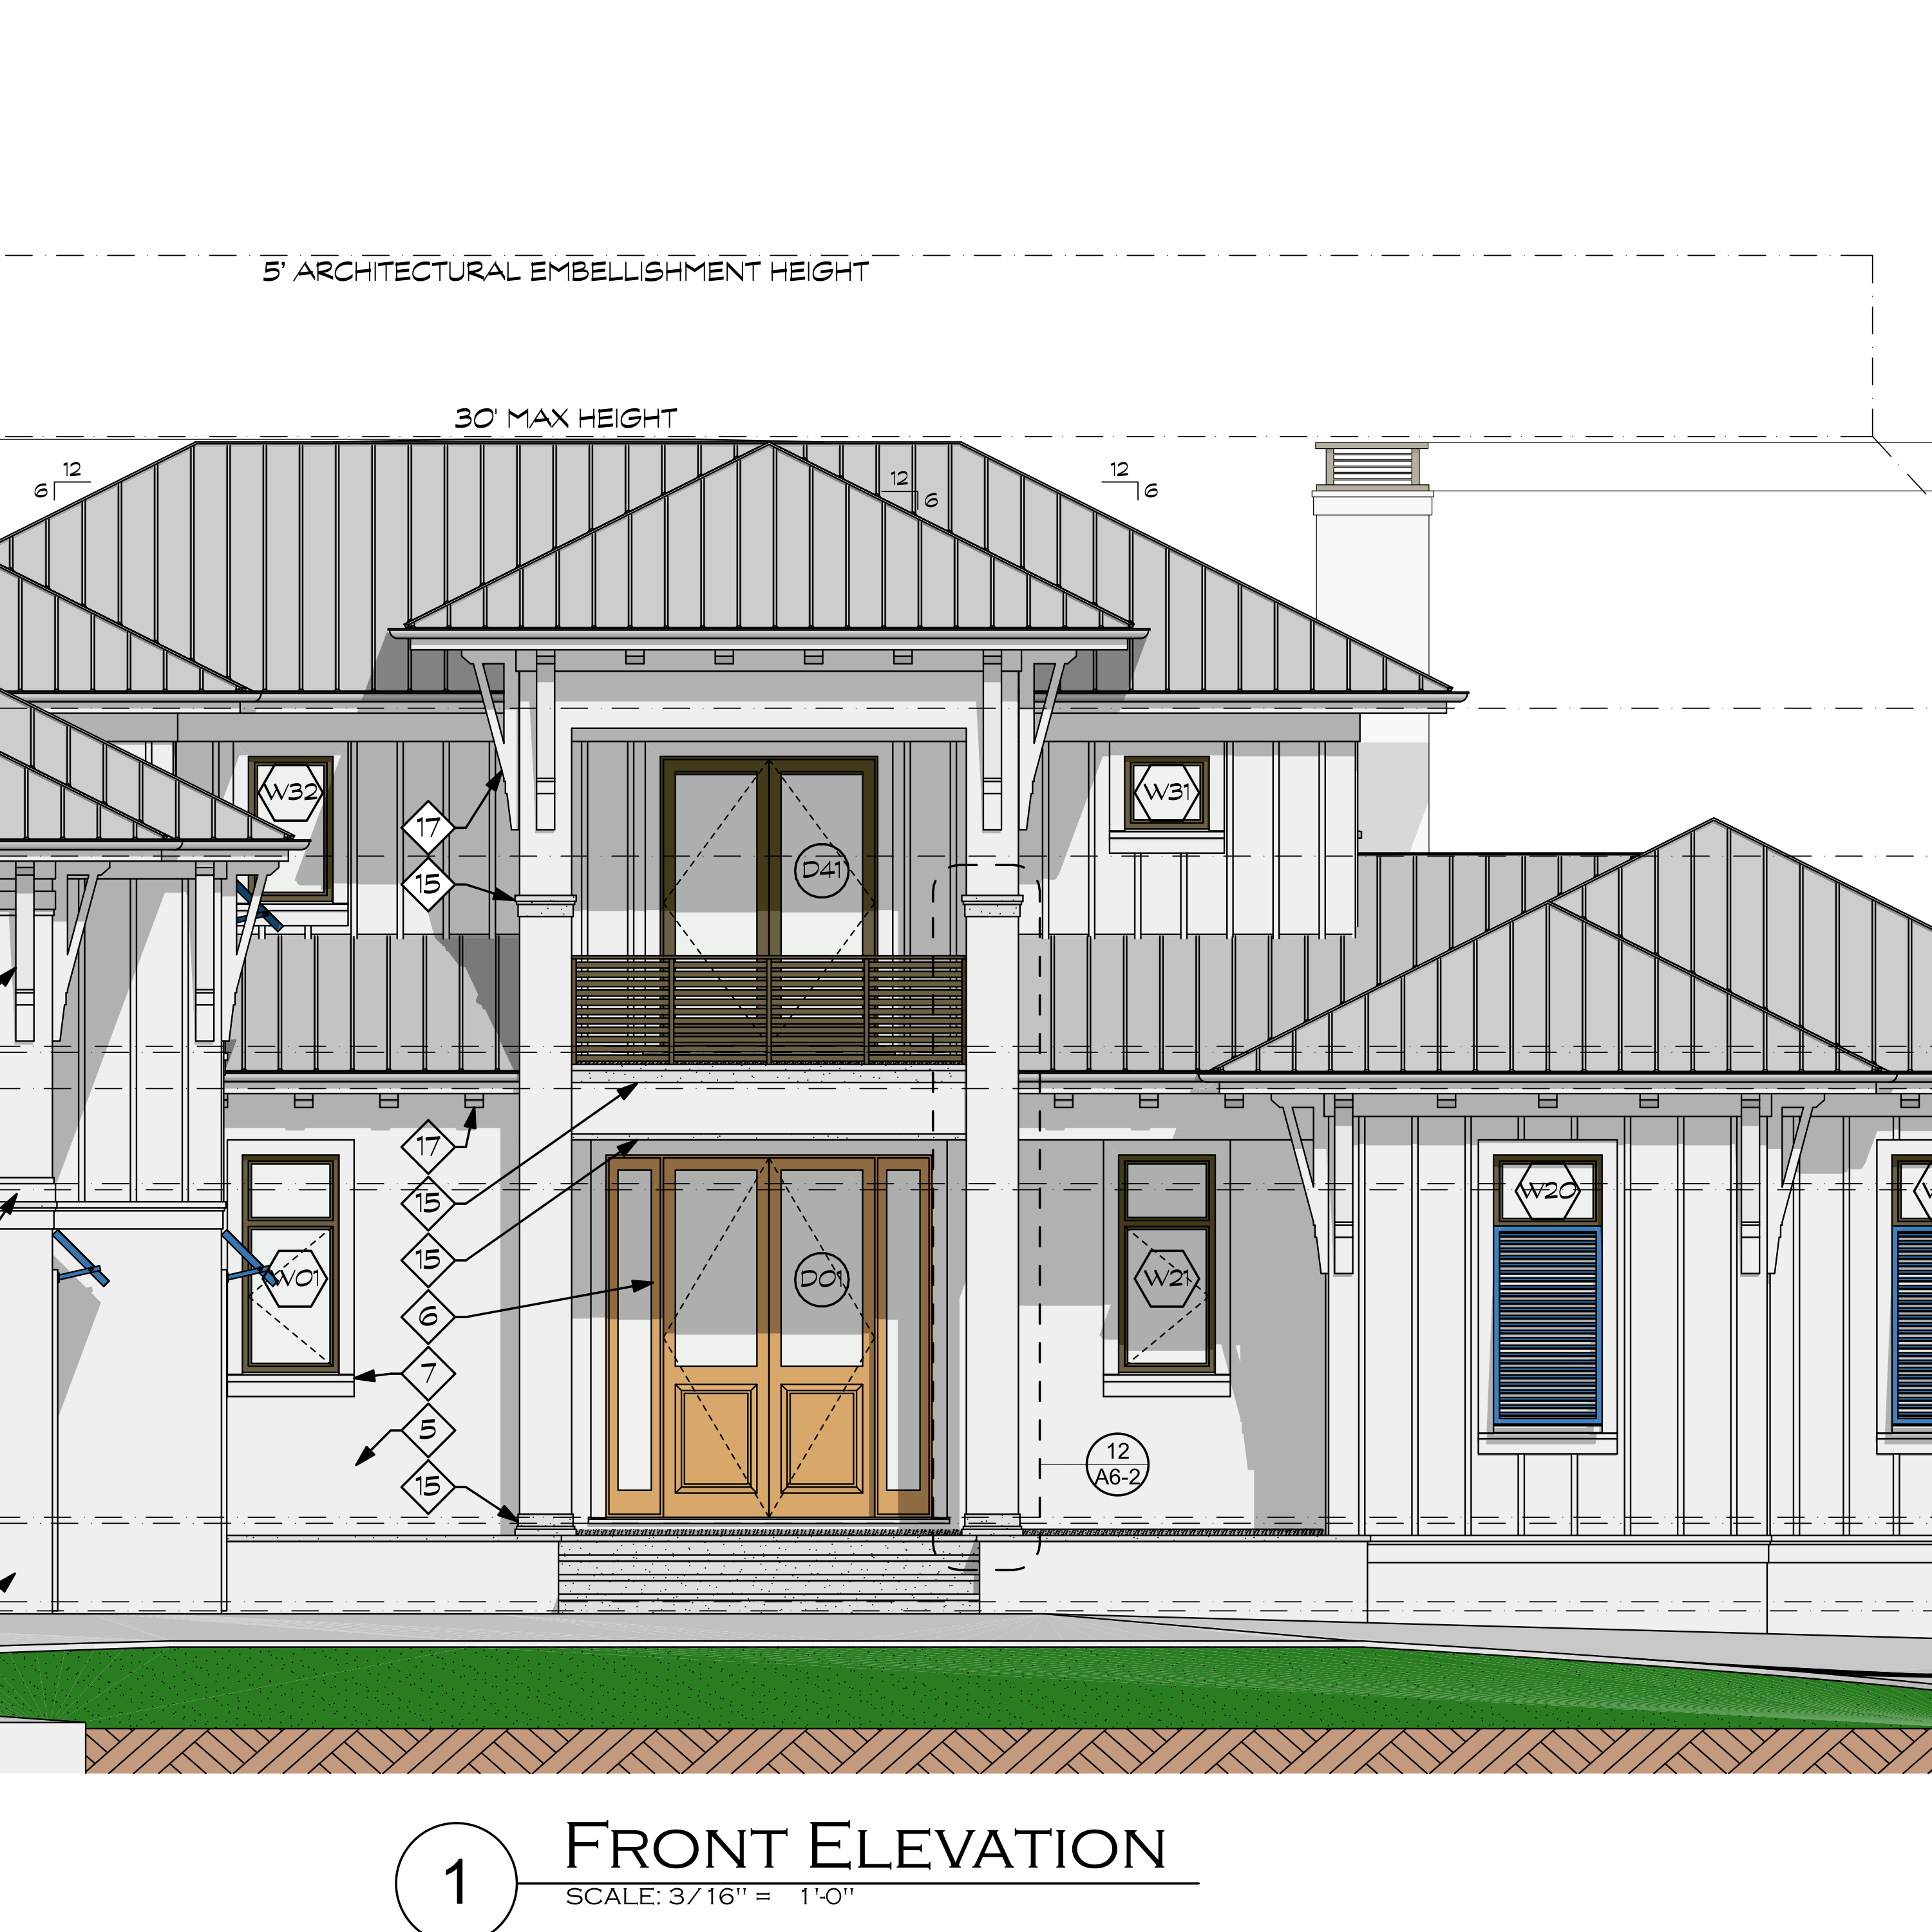 5' ARCHITECTURAL EMBELLISHMENT HEIGHT
30' MAX HEIGHT
12
6
12
6
12
6
W32
W31
17
15
D41
17
15
15
6
7
5
15
W01
D01
W21
W20
12
A6-2
1
FRONT ELEVATION
SCALE: 3/16" = 1'-0"